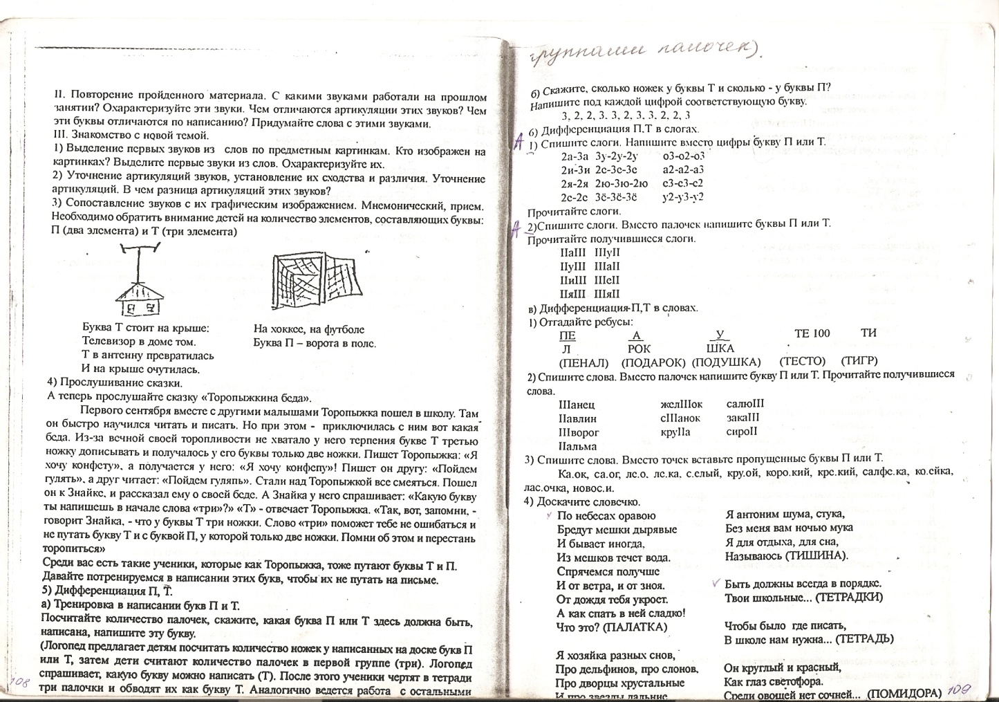 II. Повторение пройденного материала. С какими звуками работали на прошлом
занятии? Охарактеризуйте эти звуки. Чем отличаются артикуляции этих звуков? Чем
эти буквы отличаются по написанию? Придумайте слова с этими звуками.
III. Знакомство с новой темой.
1) Выделение первых звуков из слов по предметным картинкам. Кто изображен на
картинках? Выделите первые звуки из слов. Охарактеризуйте их.
2) Уточнение артикуляций звуков, установление их сходства и различия. Уточнение
артикуляций. В чем разница артикуляций этих звуков?
3) Сопоставление звуков с их графическим изображением. Мнемонический, прием.
Необходимо обратить внимание детей на количество элементов, составляющих буквы:
П (два элемента) и Т (три элемента)
Буква Т стоит на крыше:
Телевизор в доме том.
Т в антенну превратилась
И на крыше очутилась.
На хоккее, на футболе
Буква П – ворота в поле.
4) Прослушивание сказки.
А теперь прослушайте сказку «Торопыжкина беда».
Первого сентября вместе с другими малышами Торопыжка пошел в школу. Там
он быстро научился читать и писать. Но при этом - приключилась с ним вот какая
беда. Из-за вечной своей торопливости не хватало у него терпения букве Т третью
ножку дописывать и получалось у его буквы только две ножки. Пишет Торопыжка: «Я
хочу конфету», а получается у него: «Я хочу конфепу»! Пишет он другу: «Пойдем
гулять», а друг читает: «Пойдем гуляпь». Стали над Торопыжкой все смеяться. Пошел
он к Знайке, и рассказал ему о своей беде. А Знайка у него спрашивает: «Какую букву
ты напишешь в начале слова «три»?» «Т» - отвечает Торопыжка. «Так, вот, запомни, -
говорит Знайка, - что у буквы Т три ножки. Слово «три» поможет тебе не ошибаться и
не путать букву Т и с буквой П, у которой только две ножки. Помни об этом и перестань
торопиться»
Среди вас есть такие ученики, которые как Торопыжка, тоже путают буквы Т и П.
Давайте потренируемся в написании этих букв, чтобы их не путать на письме.
5) Дифференциация П, Т.
а) Тренировка в написании букв П и Т.
Посчитайте количество палочек, скажите, какая буква П или Т здесь должна быть,
написана, напишите эту букву.
(Логопед предлагает детям посчитать количество ножек у написанных на доске букв П
или Т, затем дети считают количество палочек в первой группе (три). Логопед
спрашивает, какую букву можно написать (Т). После этого ученики чертят в тетради
три палочки и обводят их как букву Т. Аналогично ведется работа с остальными
108
группами палочек).
б) Скажите, сколько ножек у буквы Т и сколько - у буквы П?
Напишите под каждой цифрой соответствующую букву.
3, 2, 2, 3. 3, 2, 3. 3. 2, 2, 3
б) Дифференциация П.Т в слогах.
А 1) Спишите слоги. Напишите вместо цифры букву П или Т.
2а-3а 3у-2у-2у о3-о2-о3
2и-3и 2е-3е-3е а2-а2-а3
2я-2я 2ю-3ю-2ю е3-е3-е2
2е-2е 3ё-3ё-3ё у2-у3-у2
Прочитайте слоги.
А 2)Спишите слоги. Вместо палочек напишите буквы П или Т.
Прочитайте получившиеся слоги.
IIаIII IIIуII
IIуIII IIIаII
IIиIII IIIеII
IIяIII IIIяII
в) Дифференциация-П,Т в словах.
1) Отгадайте ребусы:
ПЕ А У ТЕ 100 ТИ
Л РОК ШКА
(ПЕНАЛ) (ПОДАРОК) (ПОДУШКА) (ТЕСТО) (ТИГР)
2) Спишите слова. Вместо палочек напишите букву П или Т. Прочитайте получившиеся
слова.
IIIанец желIIIок салюIII
IIавлин сIIIанок закаIII
IIIворог круIIа сироII
IIальма
3) Спишите слова. Вместо точек вставьте пропущенные буквы П или Т.
Ка.ок, са.ог, ле.о, ле.ка, с.елый, кру.ой, коро.кий, кре.кий, салфе.ка, ко.ейка,
лас.очка, новос.и.
4) Доскачите словечко.
По небесах оравою
Бредут мешки дырявые
И бывает иногда,
Из мешков течет вода.
Спрячемся получше
И от ветра, и от зноя.
От дождя тебя укроет.
А как спать в ней сладко!
Что это? (ПАЛАТКА)
Я хозяйка разных снов,
Про дельфинов, про слонов,
Про дворцы хрустальные
И про звезды дальние
Я антоним шума, стука,
Без меня вам ночью мука
Я для отдыха, для сна,
Называюсь (ТИШИНА).
Быть должны всегда в порядке.
Твои школьные... (ТЕТРАДКИ)
Чтобы было где писать,
В школе нам нужна... (ТЕТРАДЬ)
Он круглый и красный,
Как глаз светофора.
Среди овощей нет сочней... (ПОМИДОРА)
109